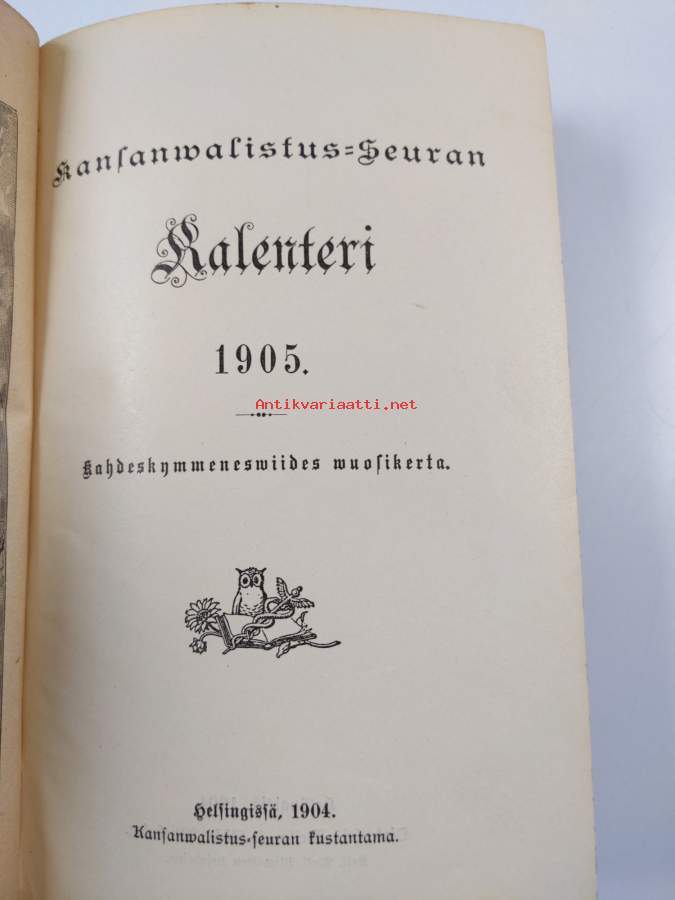 Kansanwalistus-Seuran
Kalenteri
1905.
Antikvariaatti.net
Kahdeskymmeneswiides wuosikerta.
Helsingissä, 1904.
Kansanwalistus-seuran kustantama.